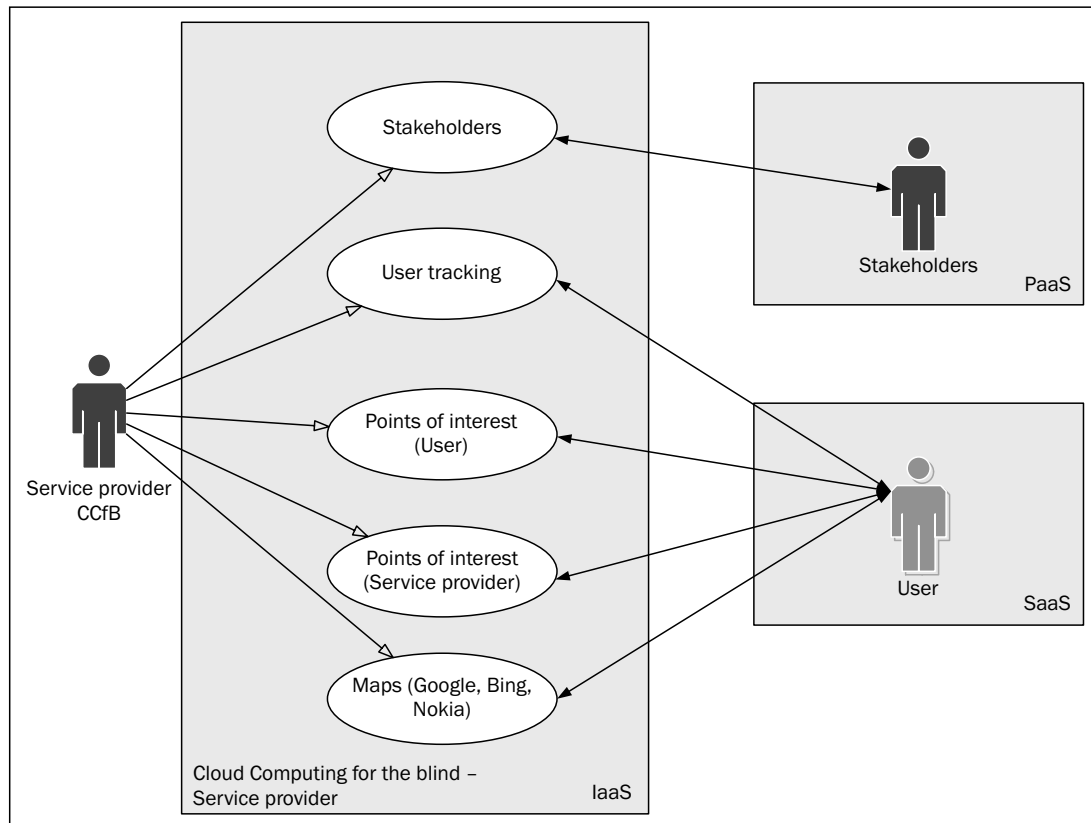 Stakeholders
User tracking
Points of interest
(User)
Points of interest
(Service provider)
Maps (Google, Bing,
Nokia)
Cloud Computing for the blind –
Service provider
IaaS
Service provider
CCfB
Stakeholders
PaaS
User
SaaS